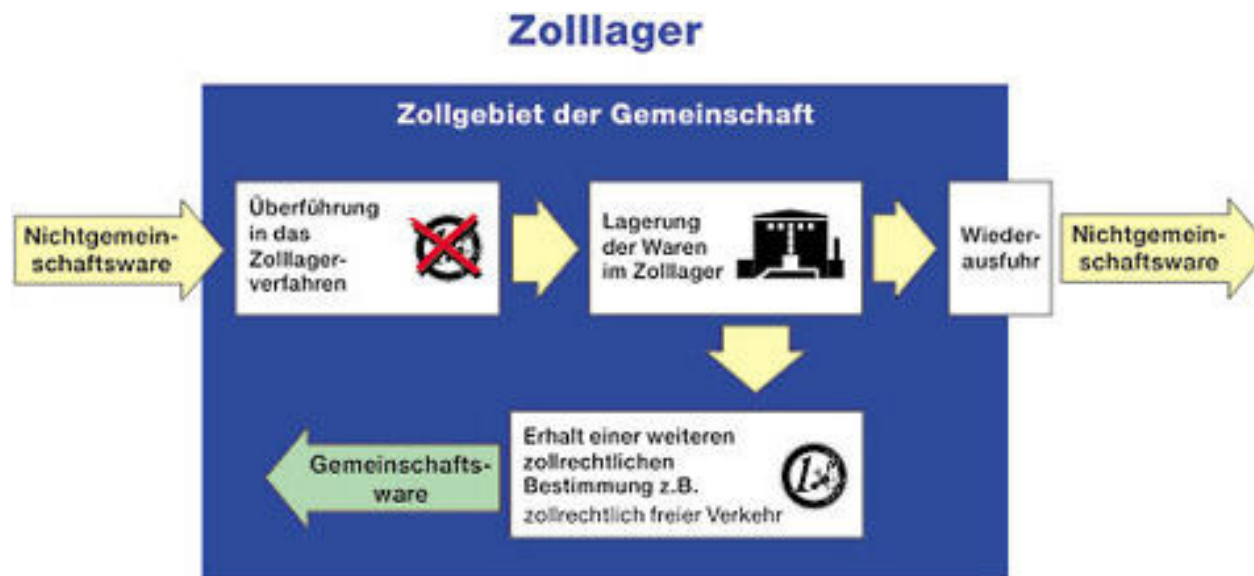 Zolllager
Zollgebiet der Gemeinschaft
Nichtgemein-
schaftsware
Überführung
in das
Zolllager-
verfahren
Lagerung
der Waren
im Zolllager
Wieder-
ausfuhr
Nichtgemein-
schaftsware
Gemeinschafts-
ware
Erhalt einer weiteren
zollrechtlichen
Bestimmung z.B.
zollrechtlich freier Verkehr